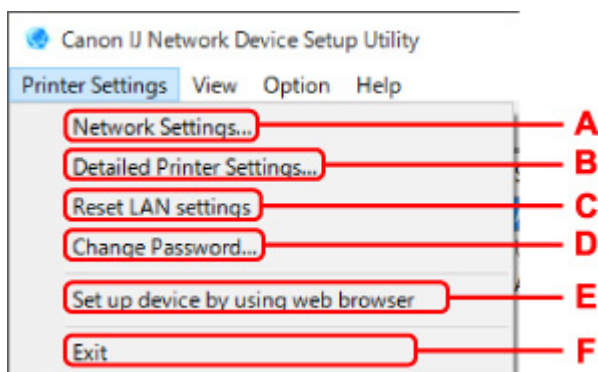 Canon IJ Network Device Setup Utility
Printer Settings View Option Help
Network Settings... A
Detailed Printer Settings... B
Reset LAN settings C
Change Password... D
Set up device by using web browser E
Exit F